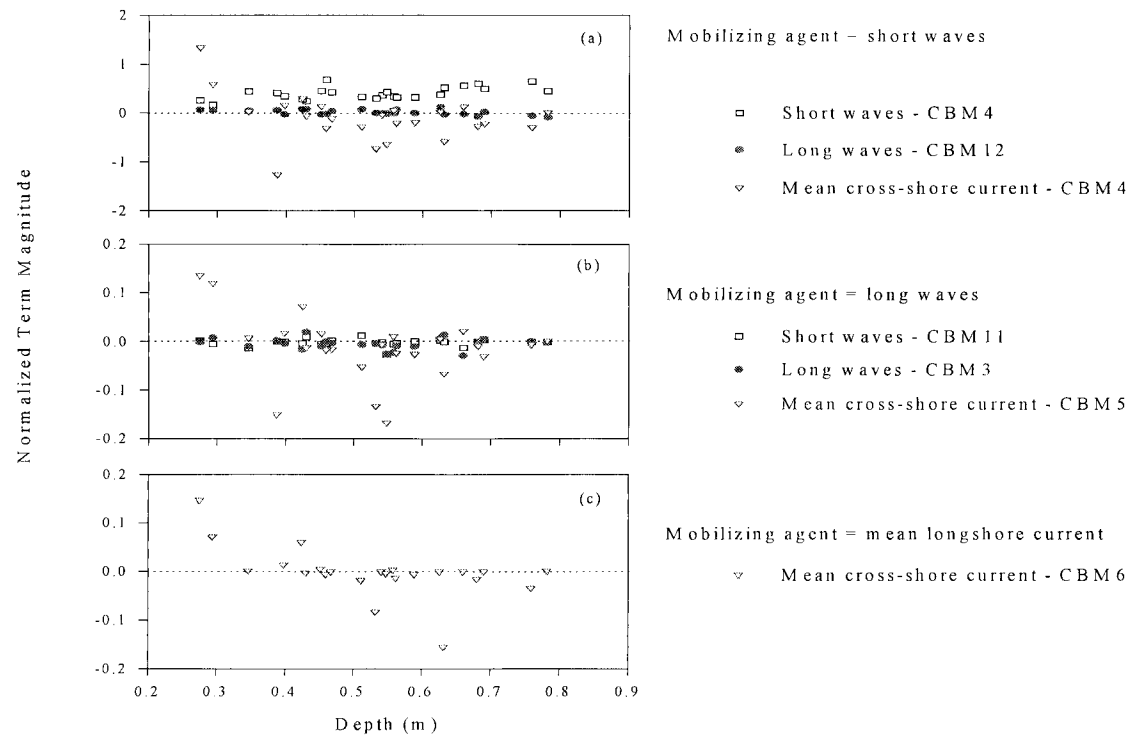 Normalized Term Magnitude
2
1
0
-1
-2
(a)
Mobilizing agent – short waves
Short waves - CBM4
Long waves - CBM12
Mean cross-shore current - CBM4
0.2
0.1
0.0
-0.1
-0.2
(b)
Mobilizing agent = long waves
Short waves - CBM11
Long waves - CBM3
Mean cross-shore current - CBM5
0.2
0.1
0.0
-0.1
-0.2
(c)
Mobilizing agent = mean longshore current
Mean cross-shore current - CBM6
0.2 0.3 0.4 0.5 0.6 0.7 0.8 0.9
Depth (m)